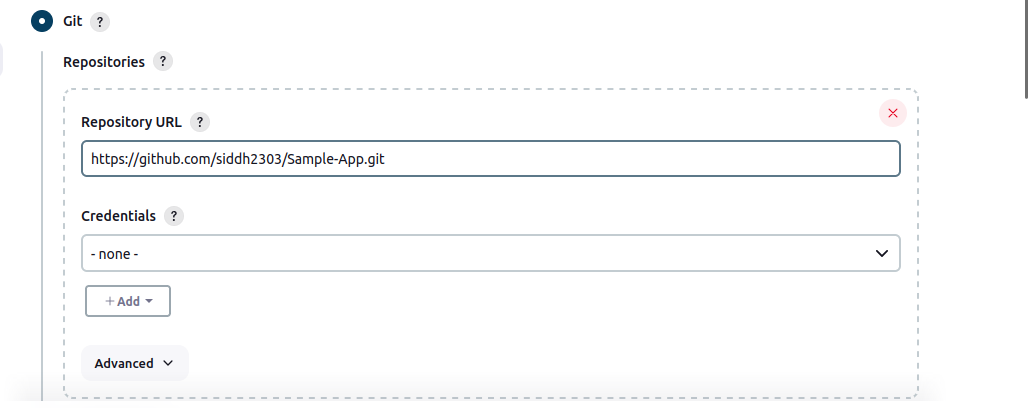 Git ?
Repositories ?
Repository URL ?
https://github.com/siddh2303/Sample-App.git
Credentials ?
- none -
+ Add
Advanced